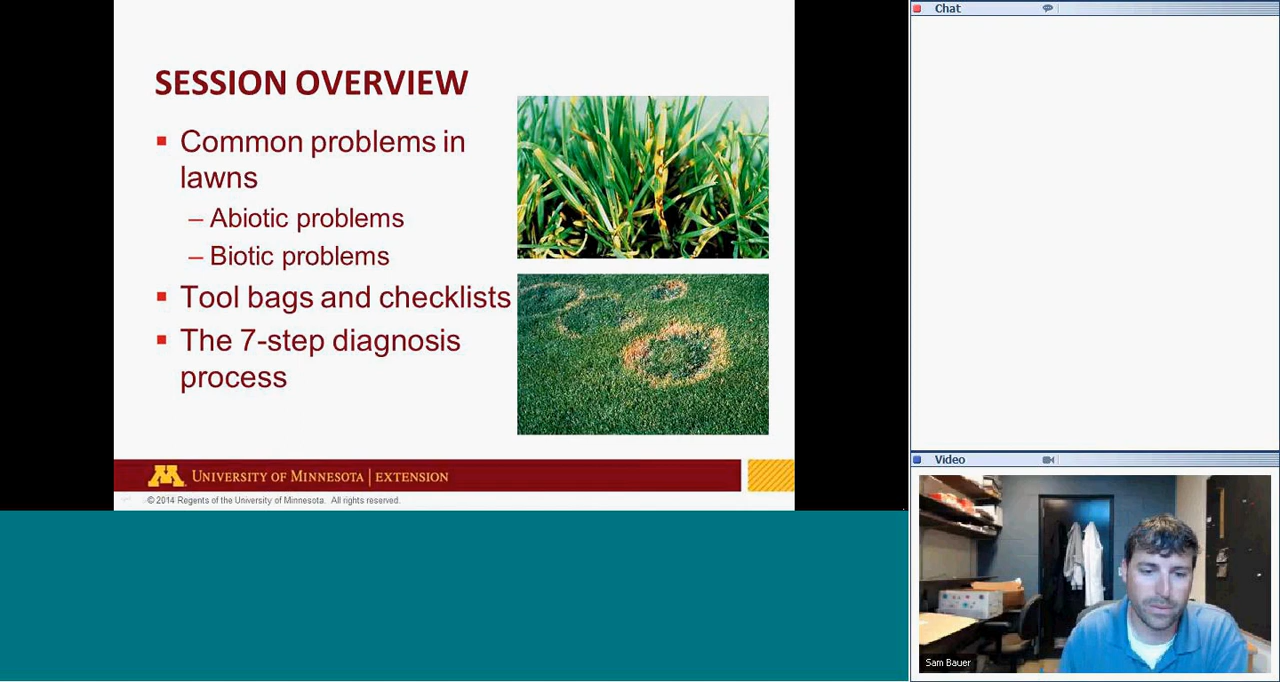 SESSION OVERVIEW
Common problems in
lawns
– Abiotic problems
– Biotic problems
Tool bags and checklists
The 7-step diagnosis
process
UNIVERSITY OF MINNESOTA | EXTENSION
© 2014 Regents of the University of Minnesota. All rights reserved.
Chat
Video
Sam Bauer